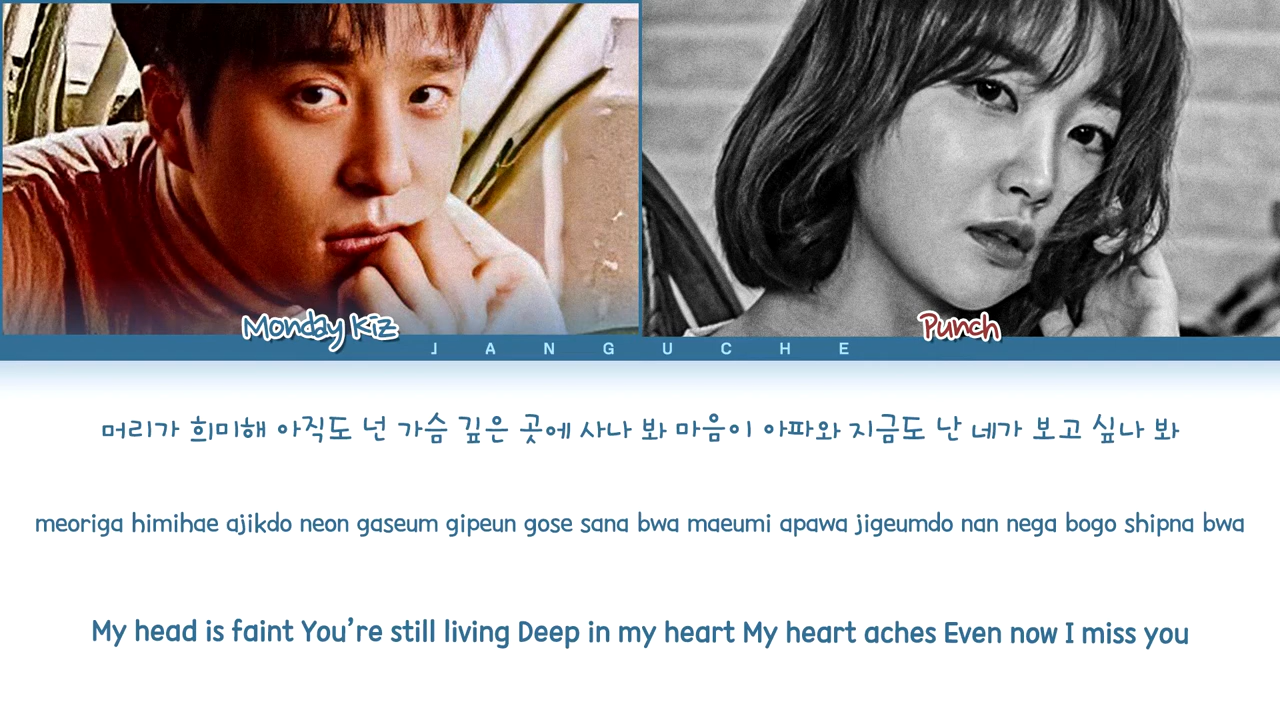 Monday Kiz
Punch
JANGUCHE
머리가 희미해 아직도 넌 가슴 깊은 곳에 사나 봐 마음이 아파와 지금도 난 네가 보고 싶나 봐
meoriga himihae ajikdo neon gaseum gipeun gose sana bwa maeumi apawa jigeumdo nan nega bogo shipna bwa
My head is faint You're still living Deep in my heart My heart aches Even now I miss you